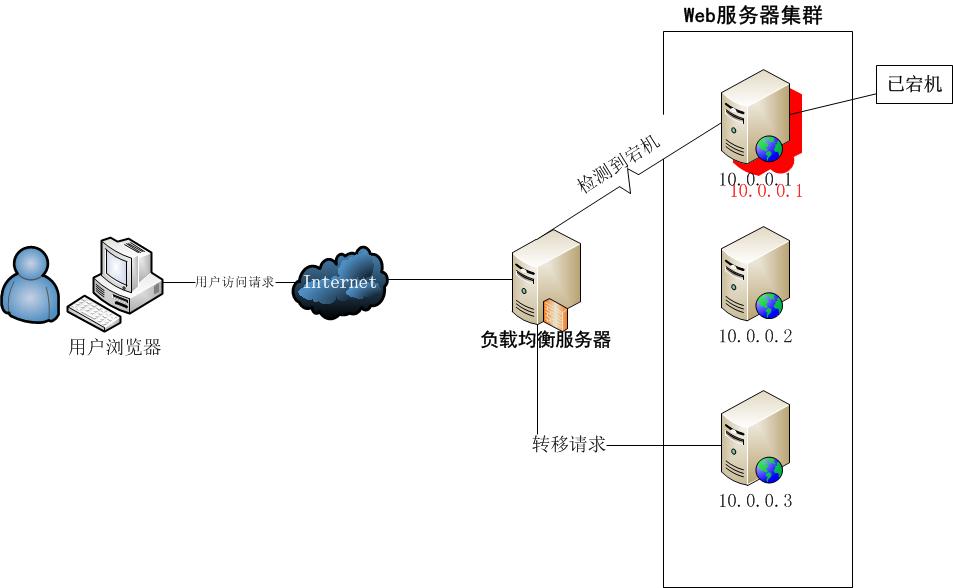 Web服务器集群
已宕机
检测到宕机
10.0.0.1
10.0.0.1
用户访问请求
Internet
用户浏览器
负载均衡服务器
10.0.0.2
转移请求
10.0.0.3